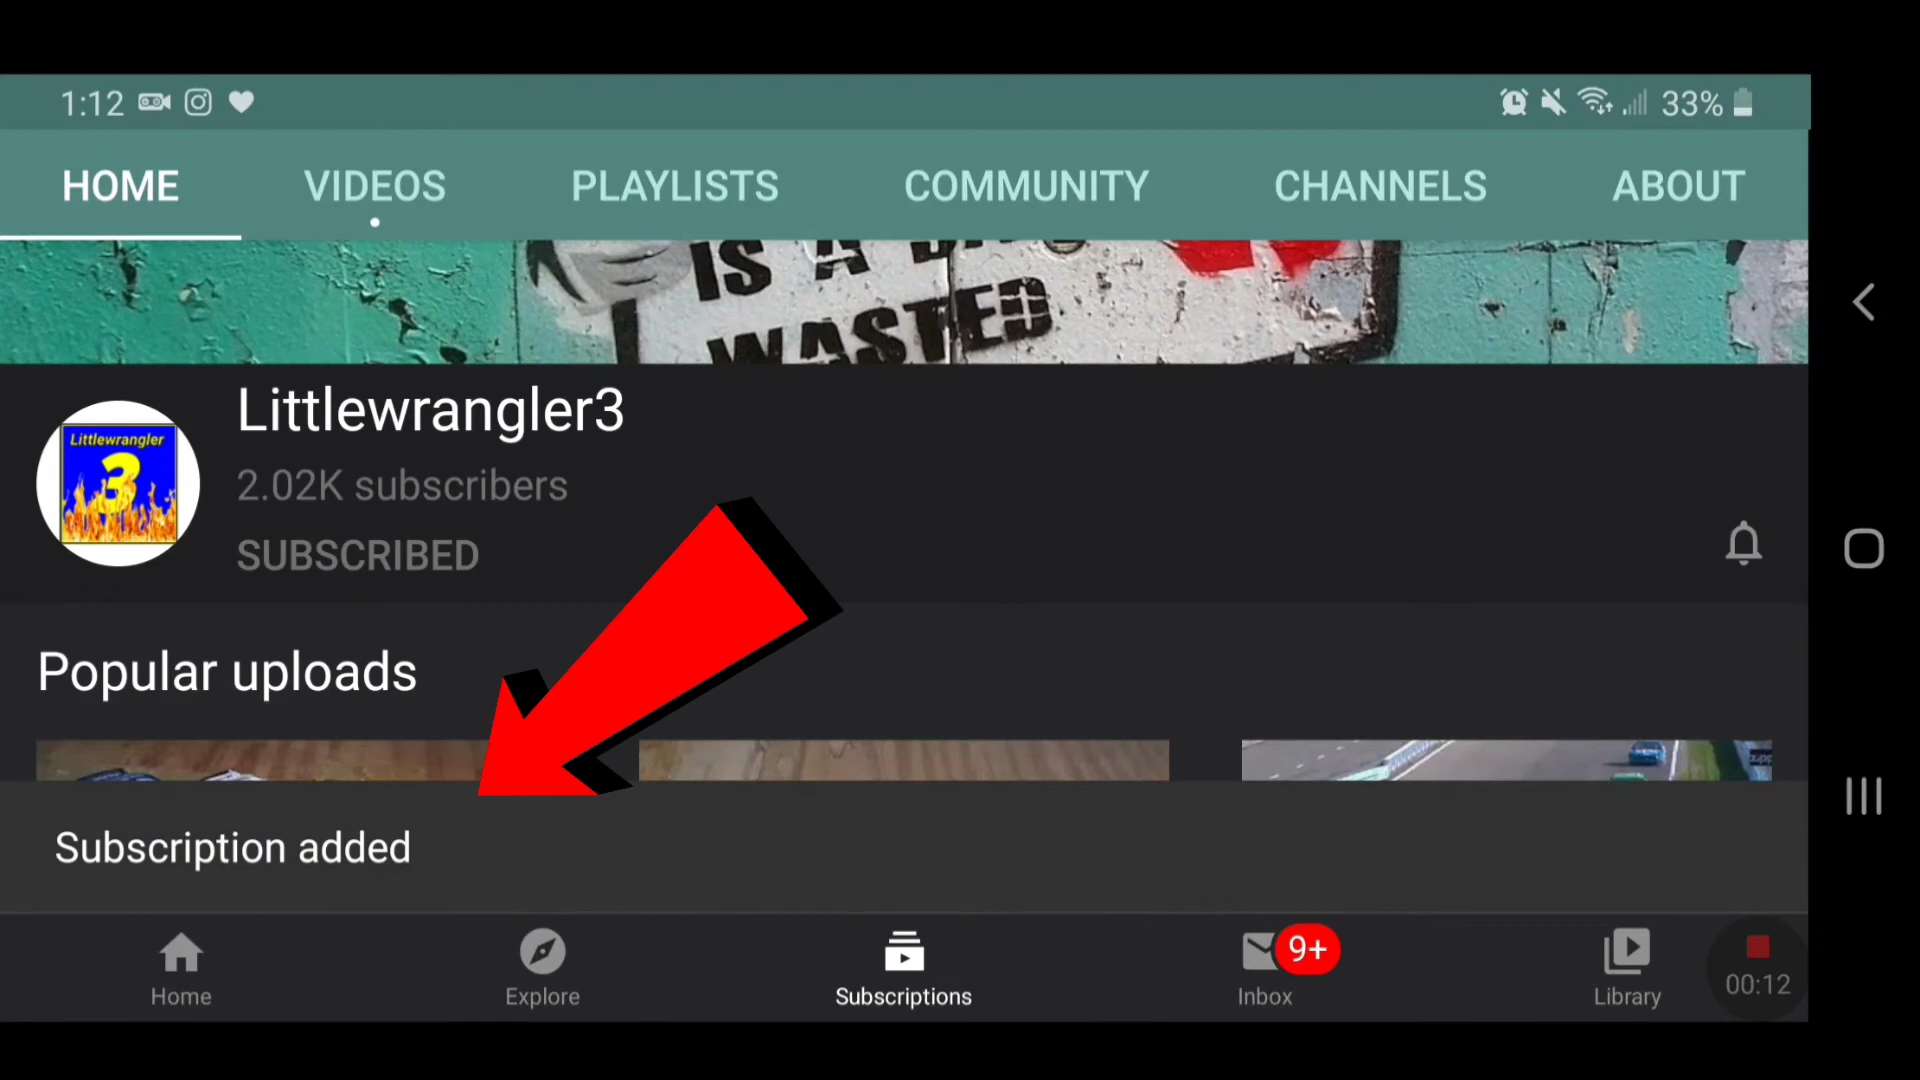 1:12
33%
HOME VIDEOS PLAYLISTS COMMUNITY CHANNELS ABOUT
IS A
WASTED
Littlewrangler3
Littlewrangler
3
2.02K subscribers
SUBSCRIBED
Popular uploads
Subscription added
Home Explore Subscriptions Inbox 9+ Library
00:12